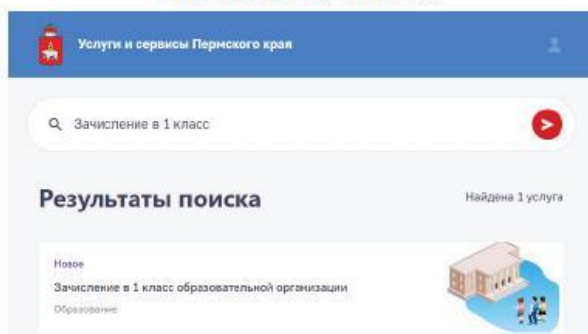 Услуги и сервисы Пермского края
Зачисление в 1 класс
Результаты поиска
Найдена 1 услуга
Новое
Зачисление в 1 класс образовательной организации
Образование